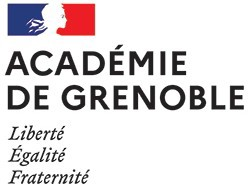 ACADÉMIE
DE GRENOBLE
Liberté
Égalité
Fraternité